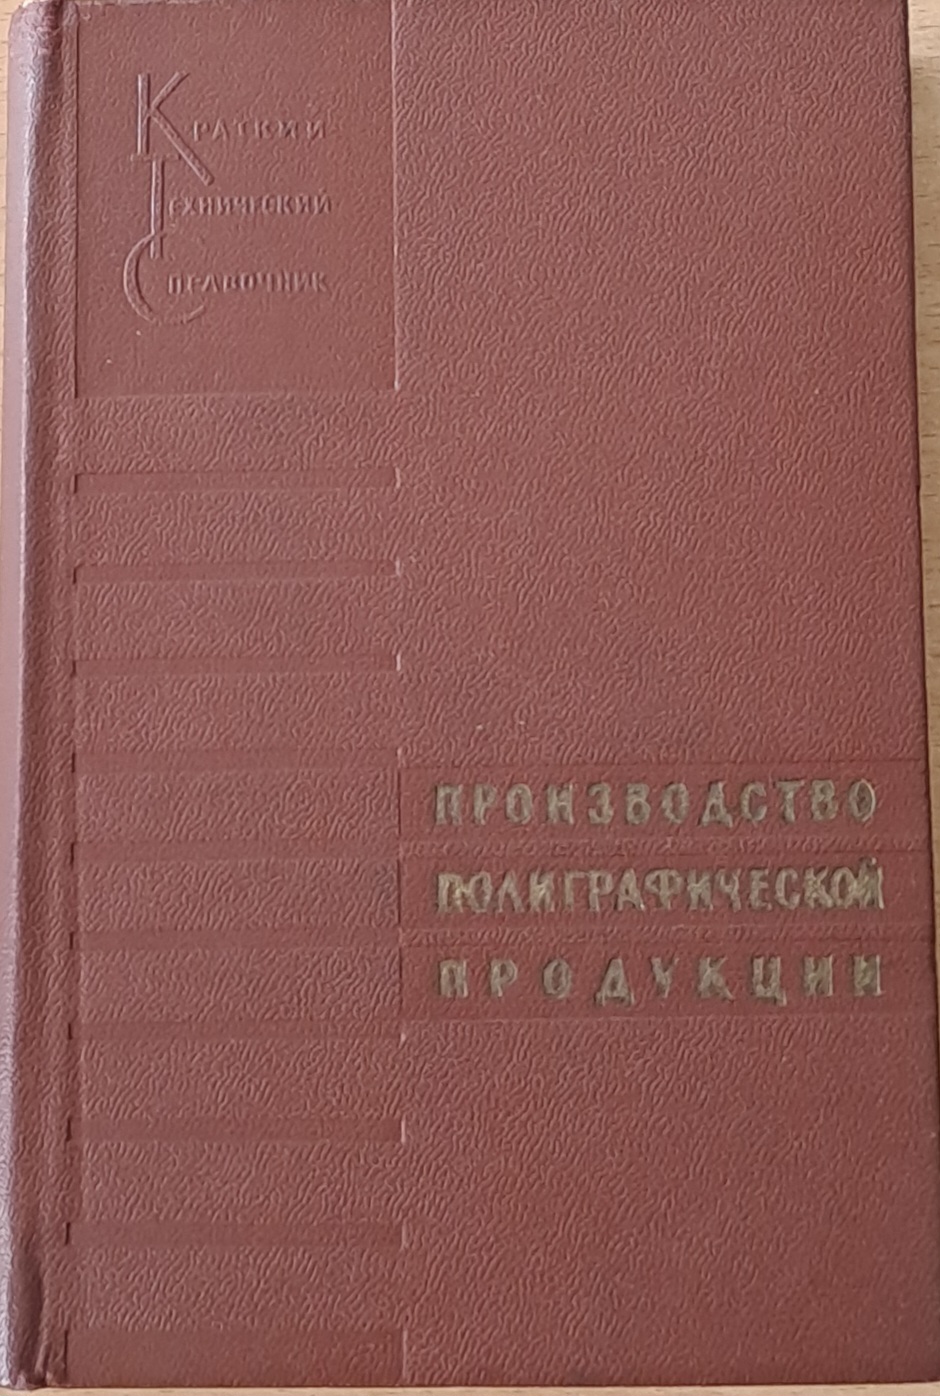 Краткий
Технический
Справочник
ПРОИЗВОДСТВО
ПОЛИГРАФИЧЕСКОЙ
ПРОДУКЦИИ